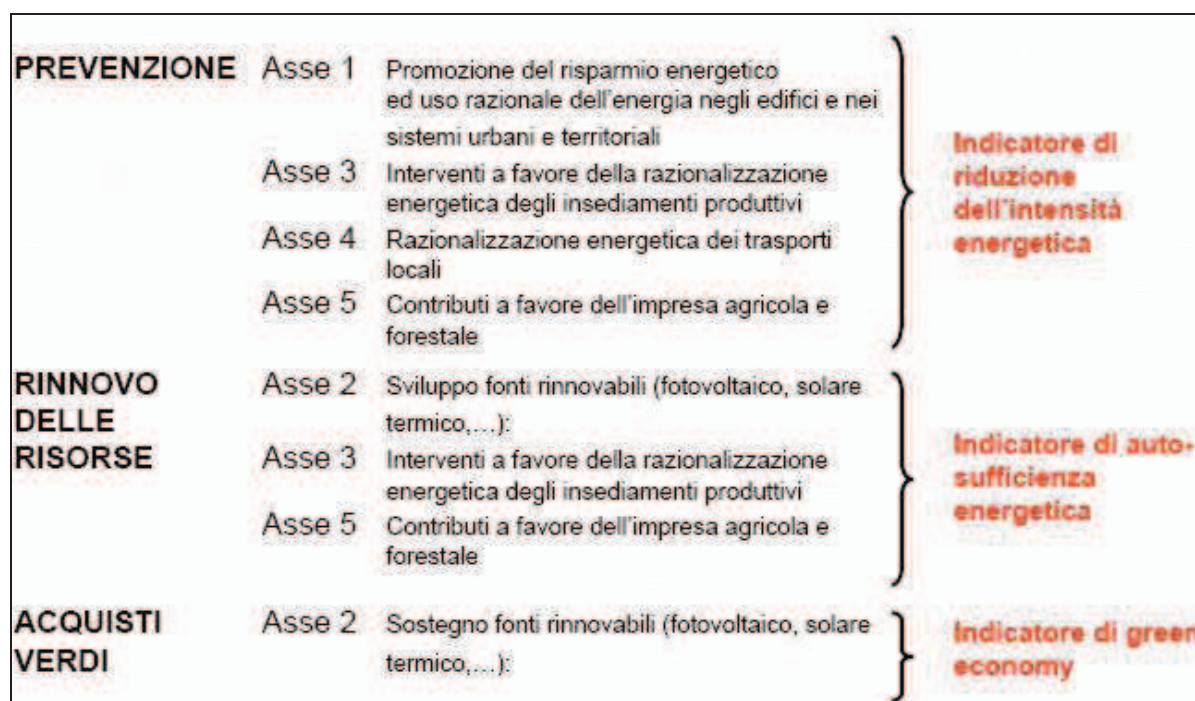 PREVENZIONE Asse 1 Promozione del risparmio energetico
ed uso razionale dell'energia negli edifici e nei
sistemi urbani e territoriali
Asse 3 Interventi a favore della razionalizzazione
energetica degli insediamenti produttivi
Asse 4 Razionalizzazione energetica dei trasporti
locali
Asse 5 Contributi a favore dell'impresa agricola e
forestale
Indicatore di
riduzione
dell'intensità
energetica
RINNOVO
DELLE
RISORSE
Asse 2 Sviluppo fonti rinnovabili (fotovoltaico, solare
termico,...):
Asse 3 Interventi a favore della razionalizzazione
energetica degli insediamenti produttivi
Asse 5 Contributi a favore dell'impresa agricola e
forestale
Indicatore di auto-
sufficienza
energetica
ACQUISTI
VERDI
Asse 2 Sostegno fonti rinnovabili (fotovoltaico, solare
termico,...):
Indicatore di green
economy